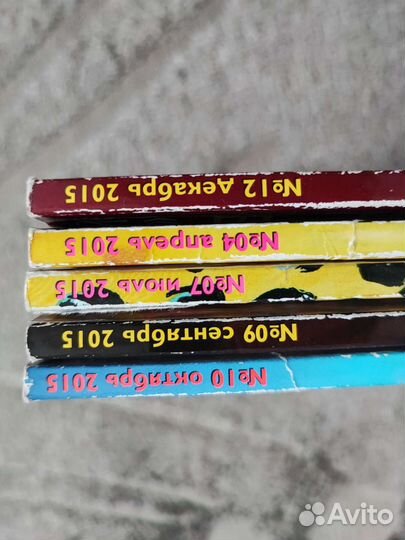 №12 декабрь 2015
№04 апрель 2015
№07 июль 2015
№09 сентябрь 2015
№10 октябрь 2015
Avito